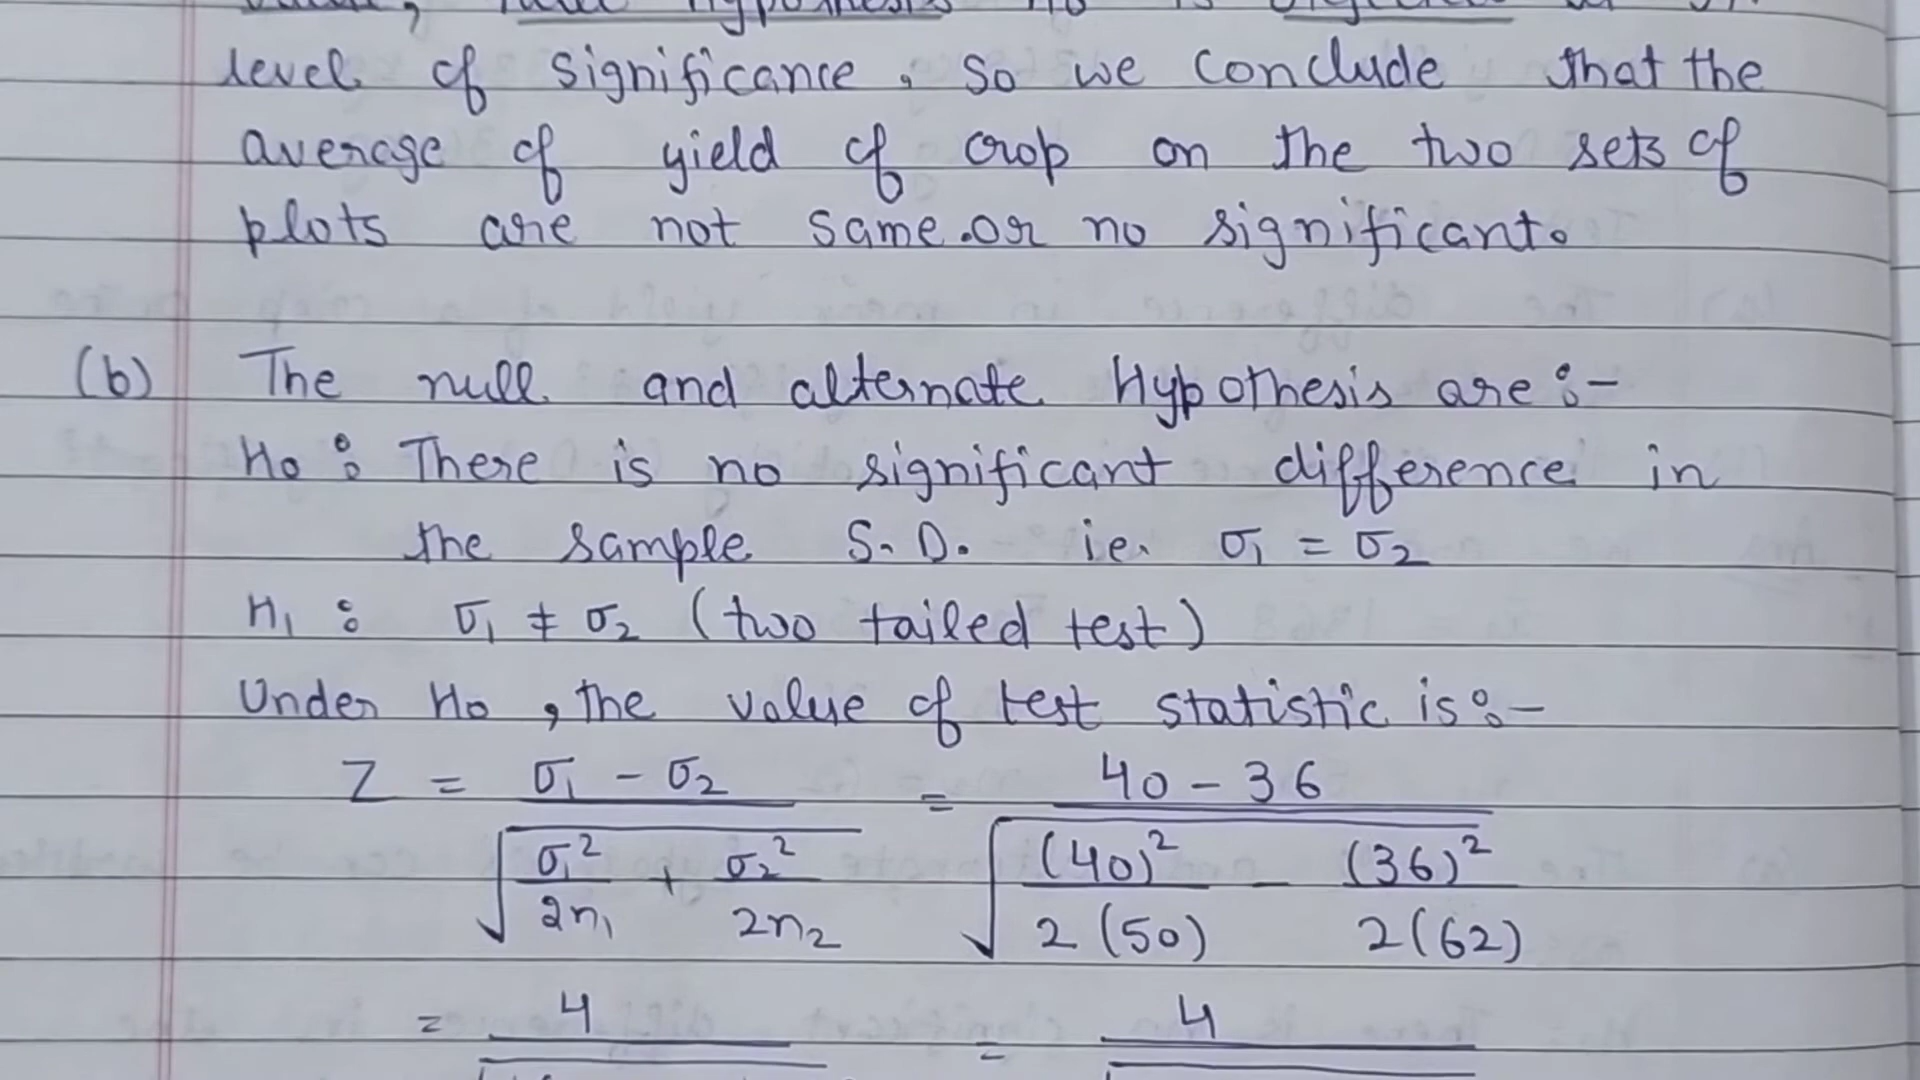 level of significance, so we conclude that the
average of yield of crop on the two sets of
plots are not same.or no significant.
(b) The null and alternate Hypothesis are :-
Ho : There is no significant difference in
the sample S.D. ie. σ1 = σ2
H1 : σ1 ≠ σ2 (two tailed test)
Under Ho, the value of test statistic is :-
Z = σ1 - σ2 / √(σ1²/2n1 + σ2²/2n2) = 40 - 36 / √((40)²/2(50) - (36)²/2(62))
= 4 = 4